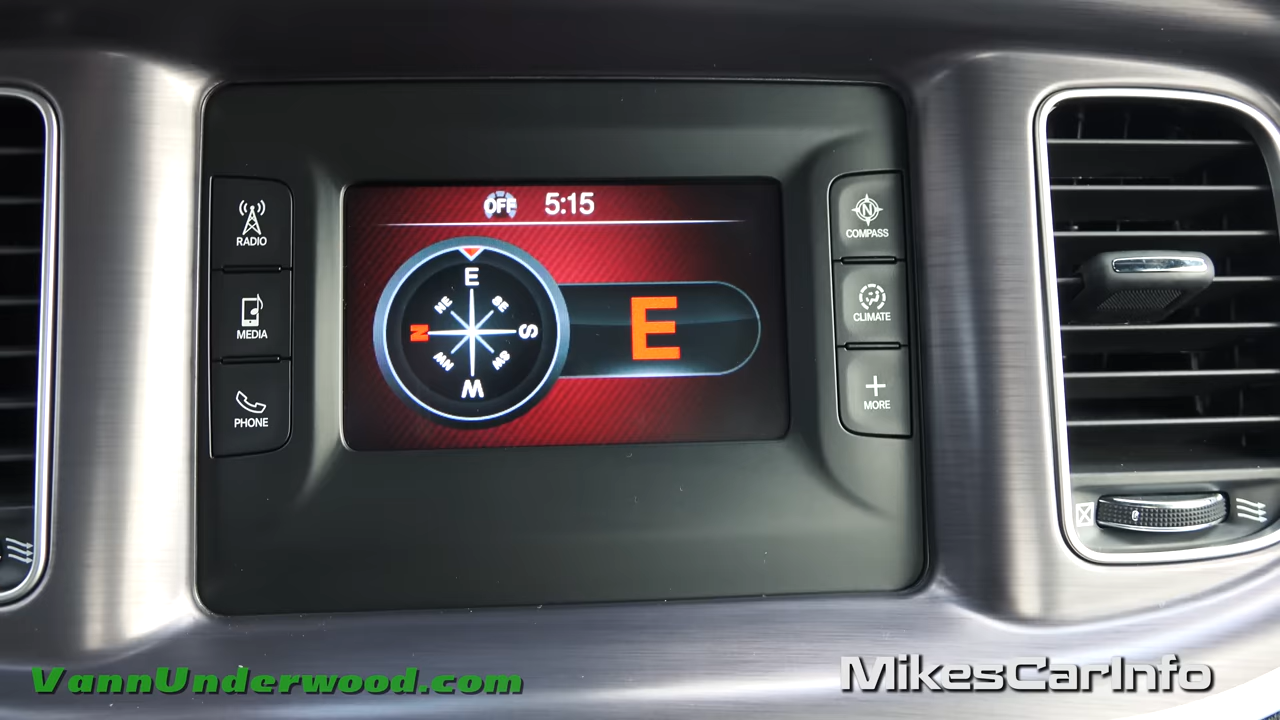 OFF 5:15
RADIO
MEDIA
PHONE
E
NE SE
N S
NW SW
W
E
N
COMPASS
CLIMATE
MORE
VannUnderwood.com
MikesCarInfo